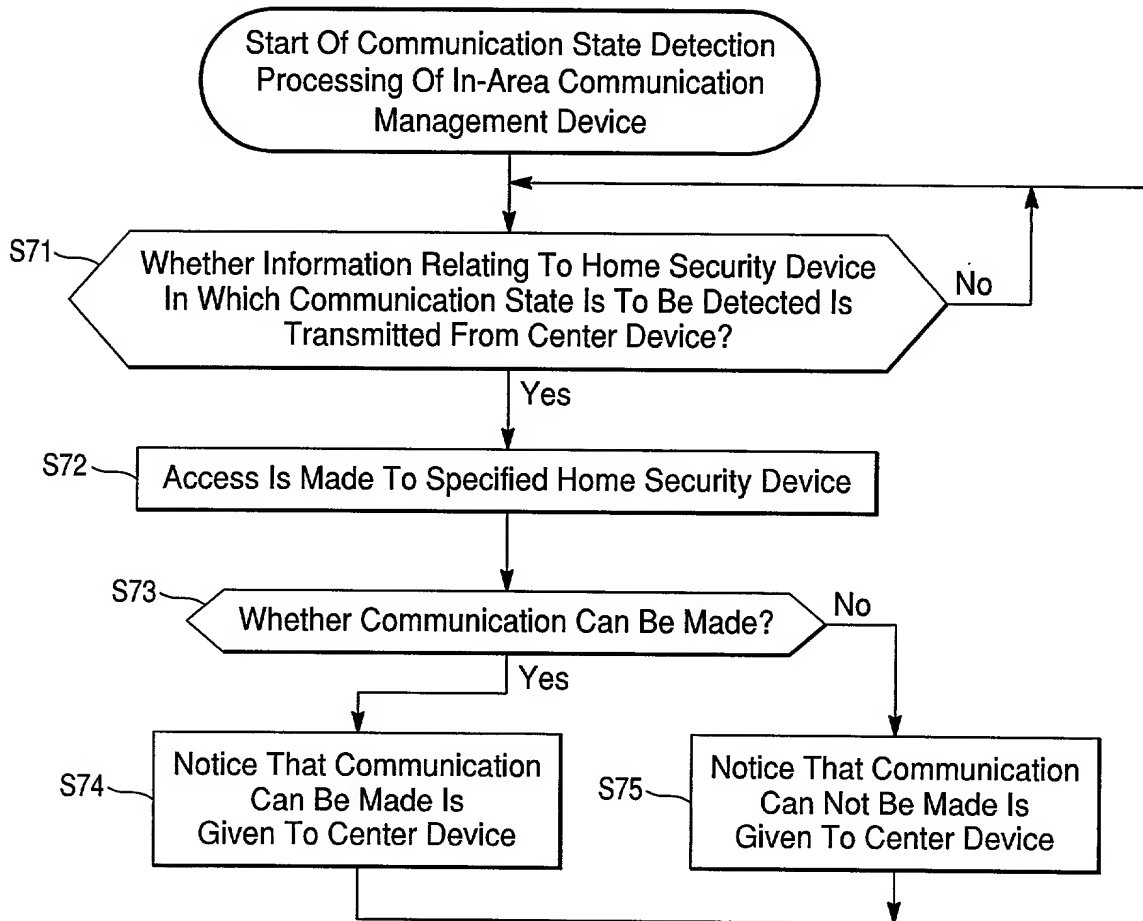 Start Of Communication State Detection
Processing Of In-Area Communication
Management Device
S71
Whether Information Relating To Home Security Device
In Which Communication State Is To Be Detected Is
Transmitted From Center Device?
No
Yes
S72
Access Is Made To Specified Home Security Device
S73
Whether Communication Can Be Made?
No
Yes
S74
Notice That Communication
Can Be Made Is
Given To Center Device
S75
Notice That Communication
Can Not Be Made Is
Given To Center Device